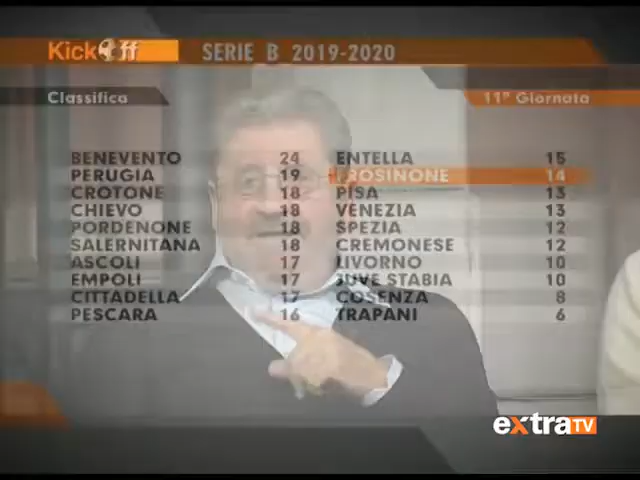 KickOff
SERIE B 2019-2020
Classifica
11ª Giornata
BENEVENTO 24
PERUGIA 19
CROTONE 18
CHIEVO 18
PORDENONE 18
SALERNITANA 18
ASCOLI 17
EMPOLI 17
CITTADELLA 17
PESCARA 16
ENTELLA 15
FROSINONE 14
PISA 13
VENEZIA 13
SPEZIA 12
CREMONESE 12
LIVORNO 10
JUVE STABIA 10
COSENZA 8
TRAPANI 6
extraTV